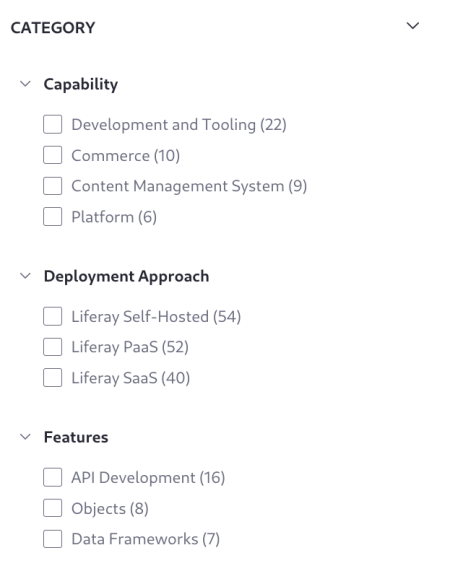 CATEGORY
Capability
Development and Tooling (22)
Commerce (10)
Content Management System (9)
Platform (6)
Deployment Approach
Liferay Self-Hosted (54)
Liferay PaaS (52)
Liferay SaaS (40)
Features
API Development (16)
Objects (8)
Data Frameworks (7)